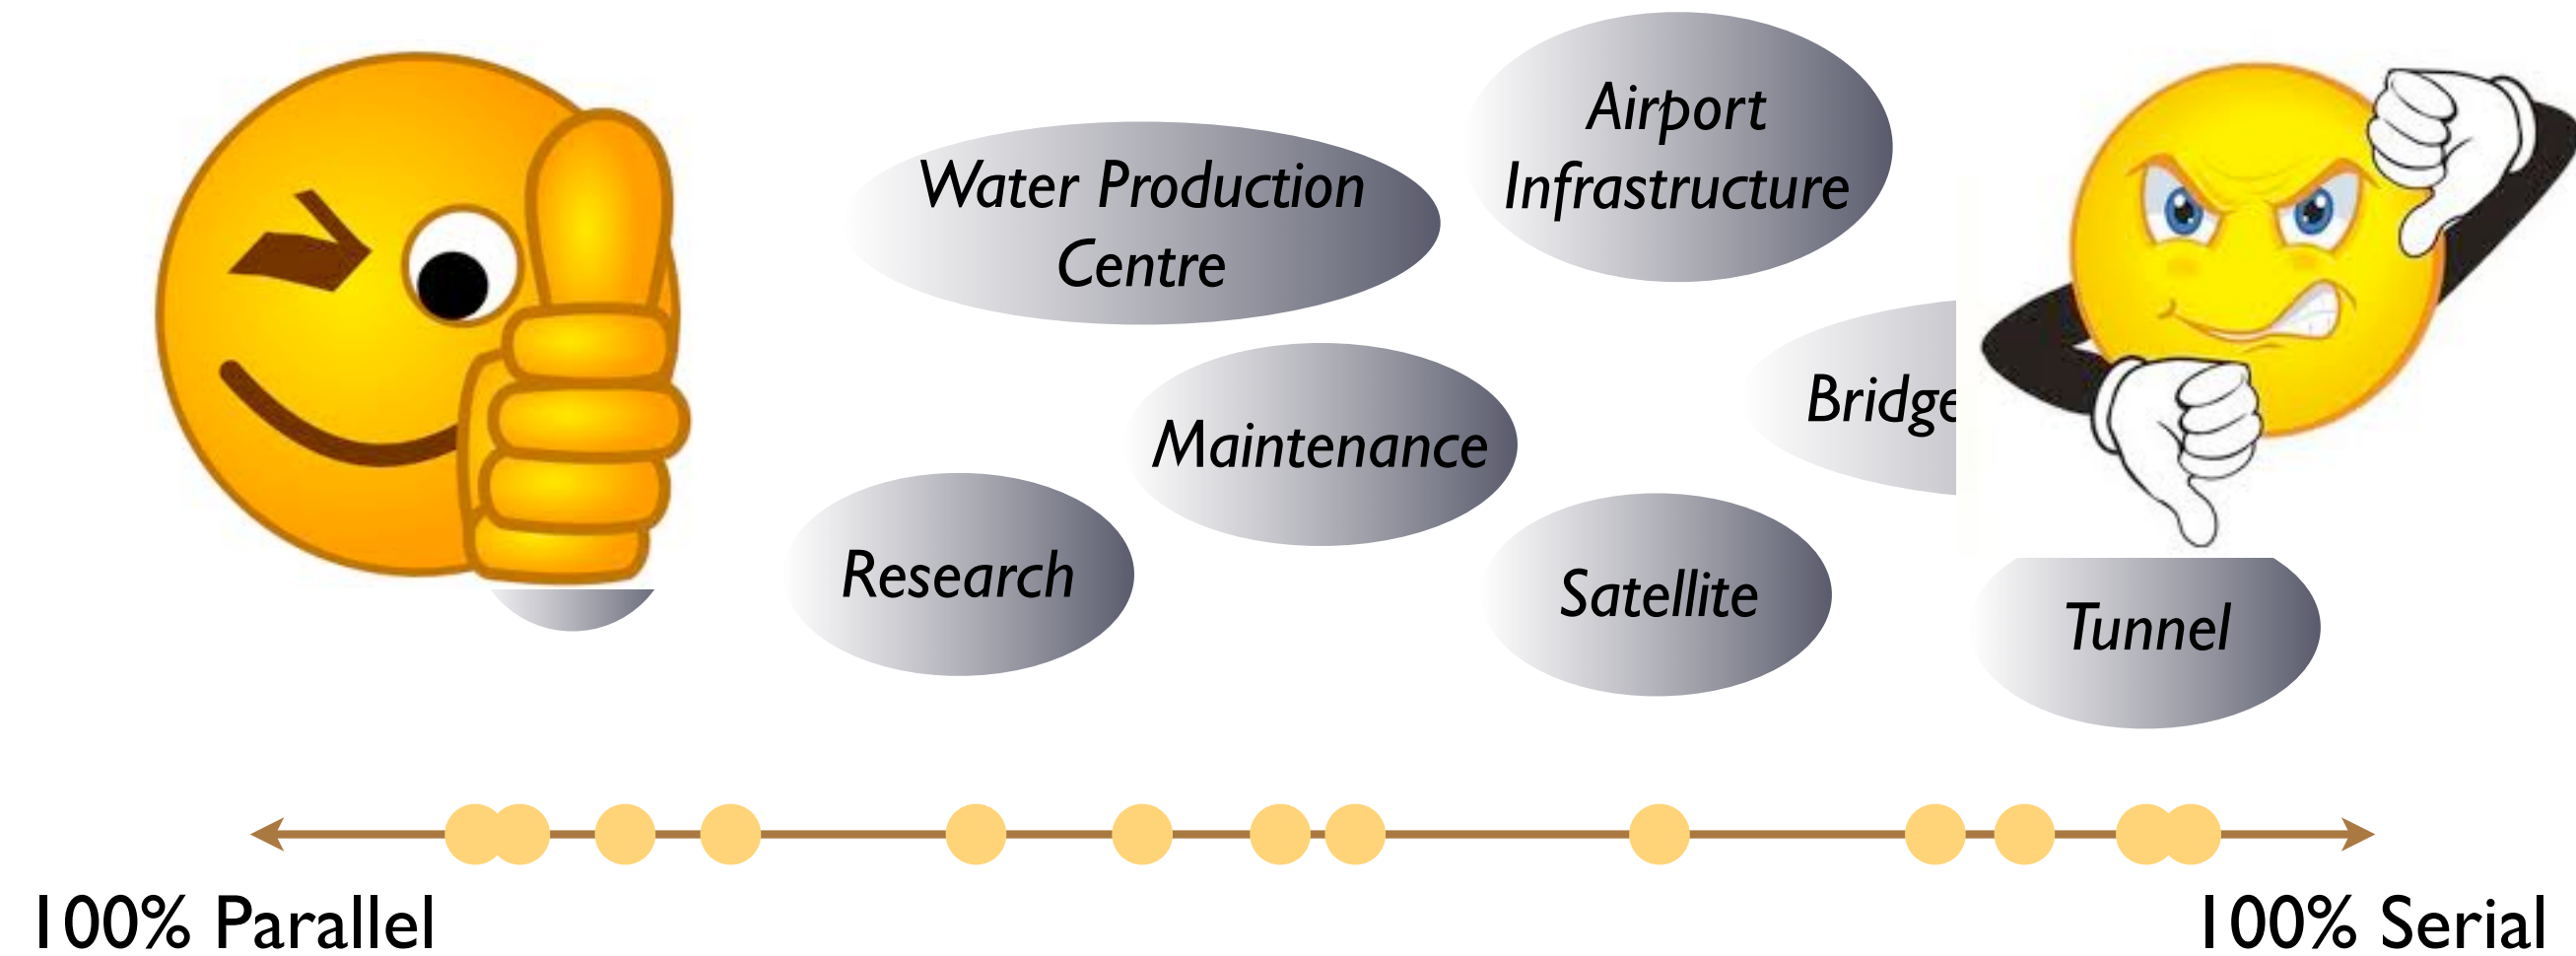 Airport
Infrastructure
Water Production
Centre
Bridge
Maintenance
Research
Satellite
Tunnel
100% Parallel
100% Serial